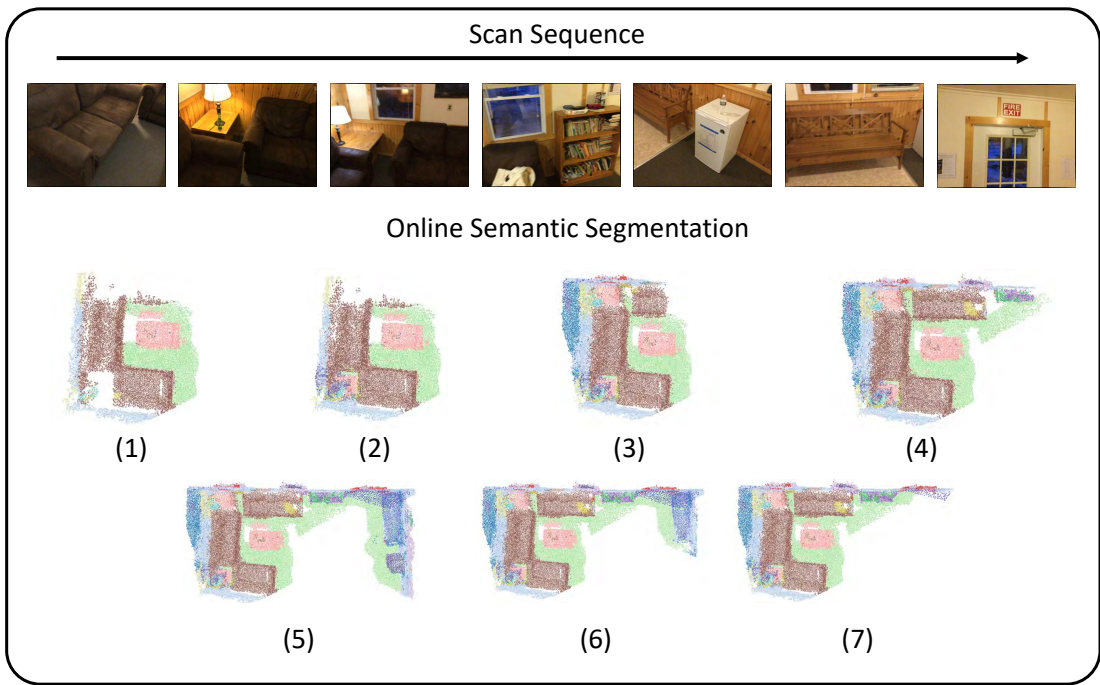 Scan Sequence
FIRE
EXIT
Online Semantic Segmentation
(1)
(2)
(3)
(4)
(5)
(6)
(7)